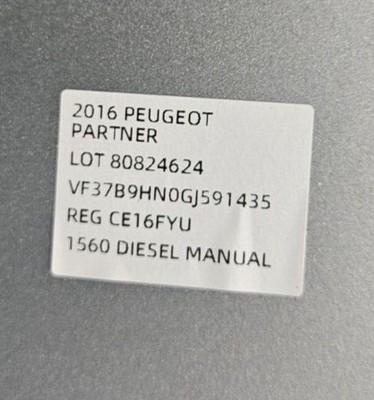 2016 PEUGEOT
PARTNER
LOT 80824624
VF37B9HN0GJ591435
REG CE16FYU
1560 DIESEL MANUAL